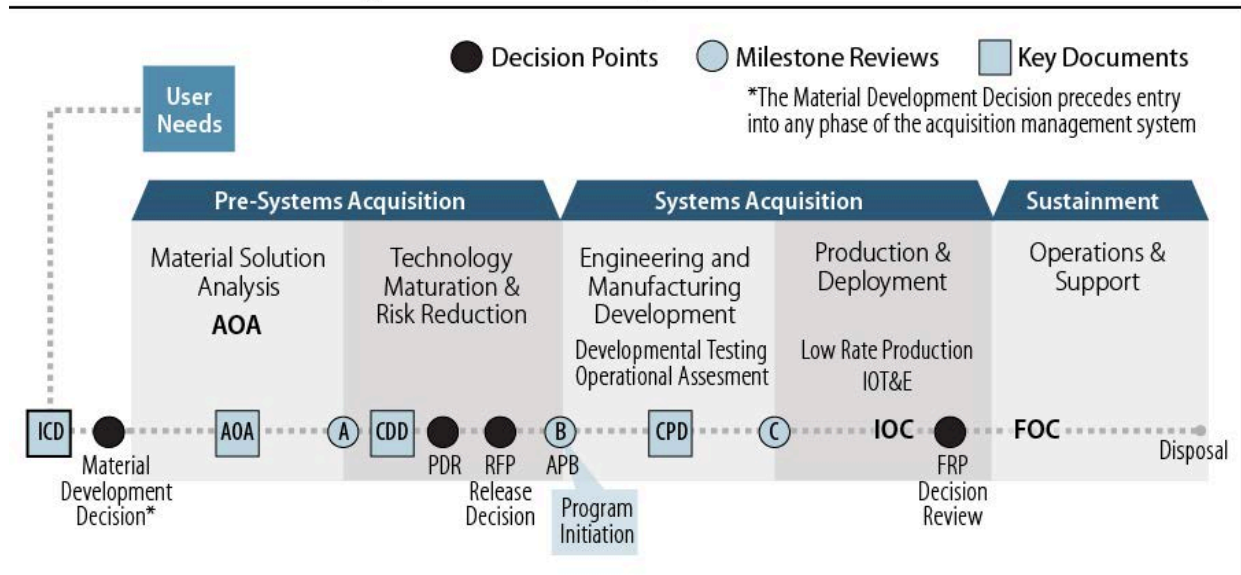 Decision Points
Milestone Reviews
Key Documents
*The Material Development Decision precedes entry
into any phase of the acquisition management system
User
Needs
Pre-Systems Acquisition
Systems Acquisition
Sustainment
Material Solution
Analysis
AOA
Technology
Maturation &
Risk Reduction
Engineering and
Manufacturing
Development
Developmental Testing
Operational Assesment
Production &
Deployment
Low Rate Production
IOT&E
Operations &
Support
ICD
AOA
A
CDD
B
CPD
C
IOC
FOC
Material
Development
Decision*
PDR
RFP
Release
Decision
APB
Program
Initiation
FRP
Decision
Review
Disposal